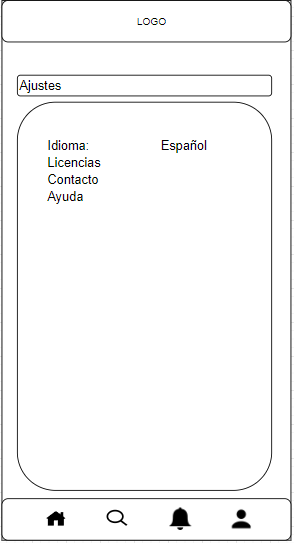 LOGO
Ajustes
Idioma: Español
Licencias
Contacto
Ayuda